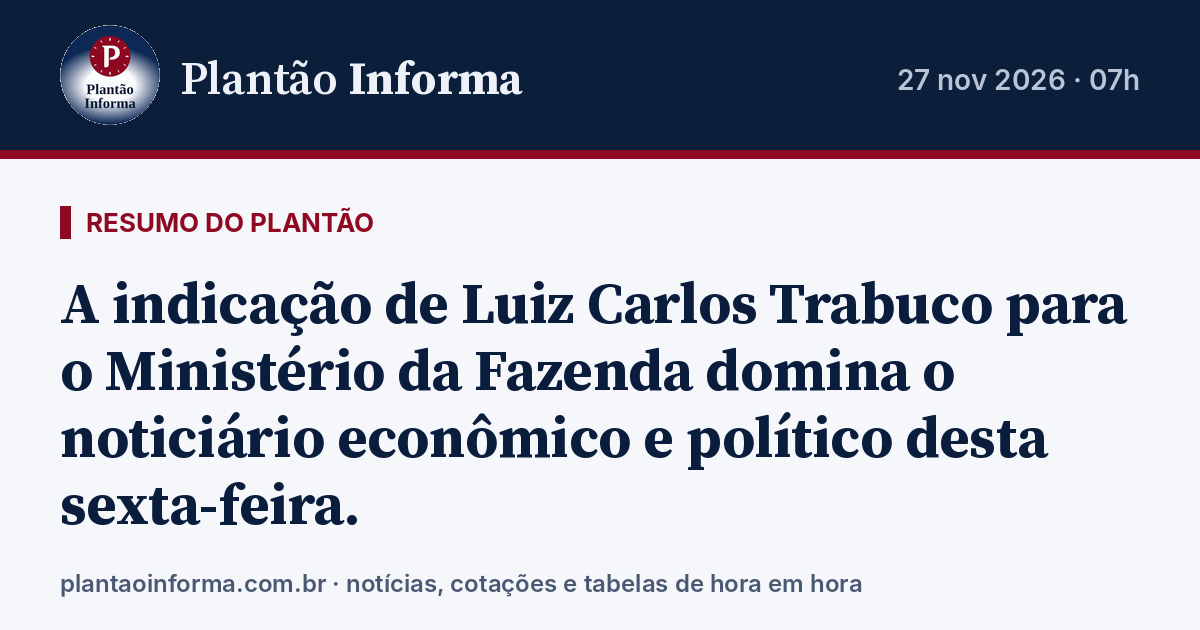 P
Plantão
Informa
Plantão Informa
27 nov 2026 · 07h
RESUMO DO PLANTÃO
A indicação de Luiz Carlos Trabuco para
o Ministério da Fazenda domina o
noticiário econômico e político desta
sexta-feira.
plantaoinforma.com.br · notícias, cotações e tabelas de hora em hora